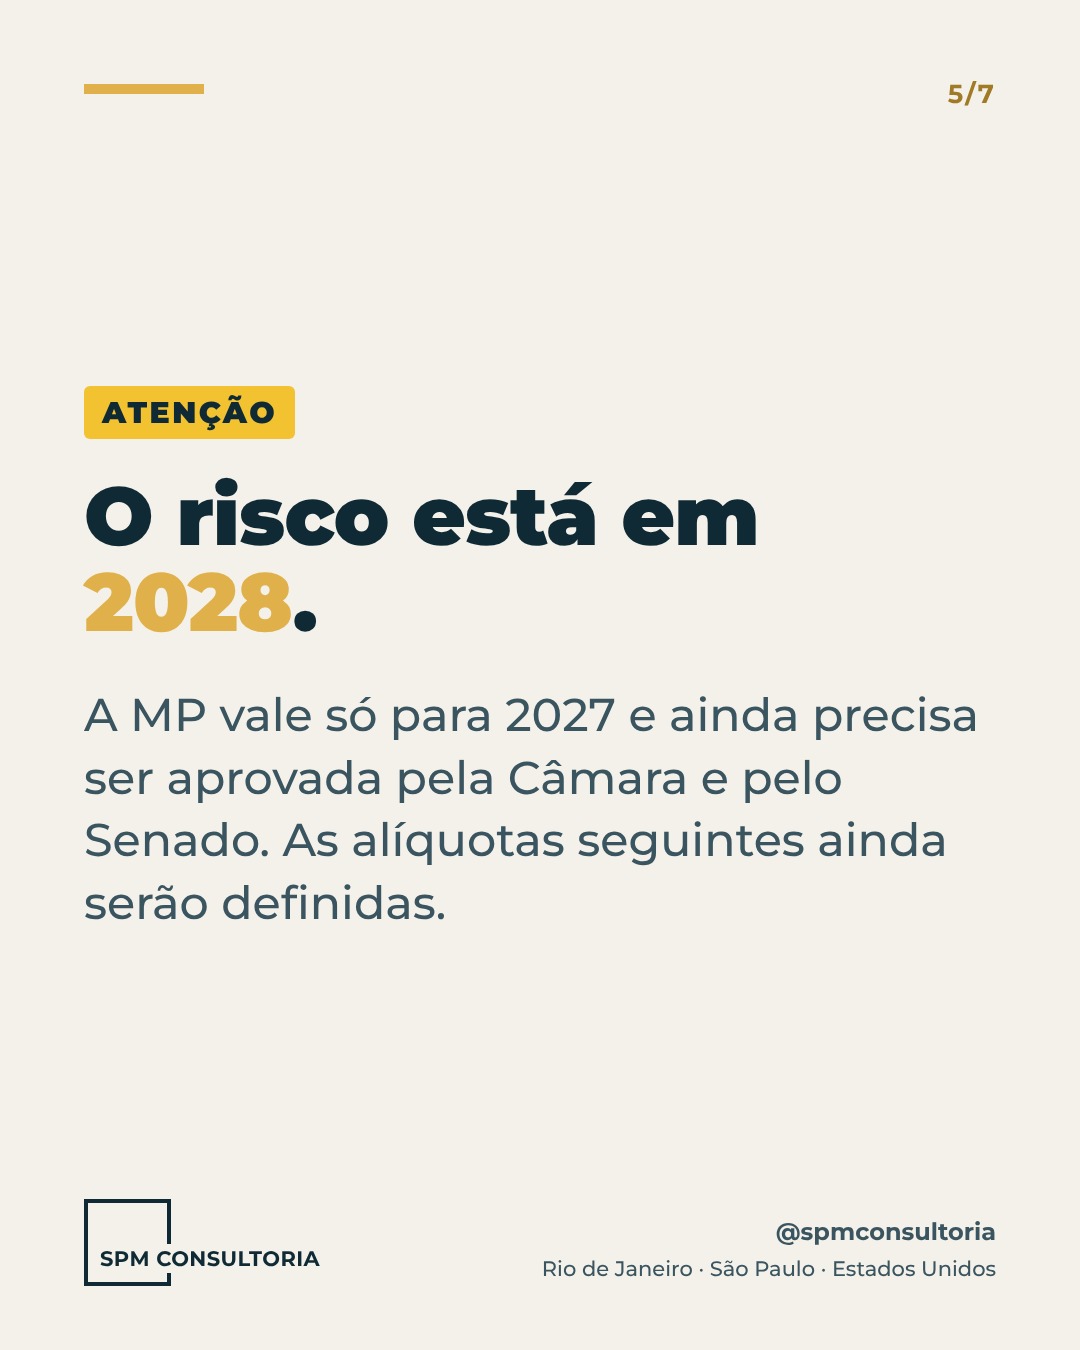 5/7
ATENÇÃO
O risco está em
2028.
A MP vale só para 2027 e ainda precisa
ser aprovada pela Câmara e pelo
Senado. As alíquotas seguintes ainda
serão definidas.
SPM CONSULTORIA
@spmconsultoria
Rio de Janeiro · São Paulo · Estados Unidos